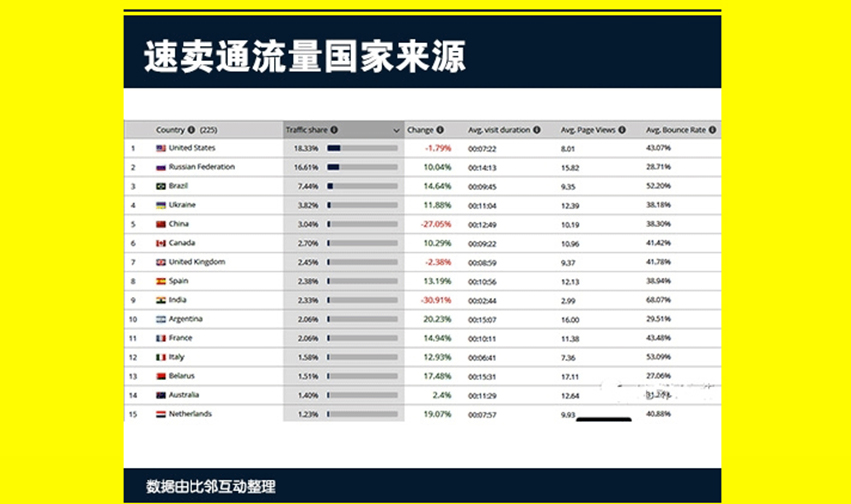 速卖通流量国家来源
Country (225) Traffic share Change Avg. visit duration Avg. Page Views Avg. Bounce Rate
1 United States 18.33% -1.79% 00:07:22 8.01 43.07%
2 Russian Federation 16.61% 10.04% 00:14:13 15.82 28.71%
3 Brazil 7.44% 14.64% 00:09:45 9.35 52.20%
4 Ukraine 3.82% 11.88% 00:11:04 12.39 38.18%
5 China 3.04% -27.05% 00:12:49 10.19 38.30%
6 Canada 2.70% 10.29% 00:09:22 10.96 41.42%
7 United Kingdom 2.45% -2.38% 00:08:59 9.37 41.78%
8 Spain 2.38% 13.19% 00:10:56 12.13 38.94%
9 India 2.33% -30.91% 00:02:44 2.99 68.07%
10 Argentina 2.06% 20.23% 00:15:07 16.00 29.51%
11 France 2.06% 14.94% 00:10:11 11.38 43.48%
12 Italy 1.58% 12.93% 00:06:41 7.36 53.09%
13 Belarus 1.51% 17.48% 00:15:31 17.11 27.06%
14 Australia 1.40% 2.4% 00:11:29 12.64
15 Netherlands 1.23% 19.07% 00:07:57 9.93 40.88%
数据由比邻互动整理